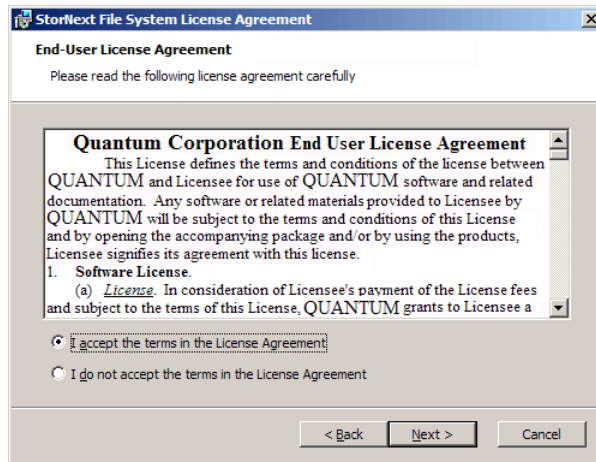 StorNext File System License Agreement
End-User License Agreement
Please read the following license agreement carefully
Quantum Corporation End User License Agreement
This License defines the terms and conditions of the license between
QUANTUM and Licensee for use of QUANTUM software and related
documentation. Any software or related materials provided to Licensee by
QUANTUM will be subject to the terms and conditions of this License
and by opening the accompanying package and/or by using the products,
Licensee signifies its agreement with this license.
1. Software License.
(a) License. In consideration of Licensee's payment of the License fees
and subject to the terms of this License, QUANTUM grants to Licensee a
I accept the terms in the License Agreement
I do not accept the terms in the License Agreement
< Back Next > Cancel